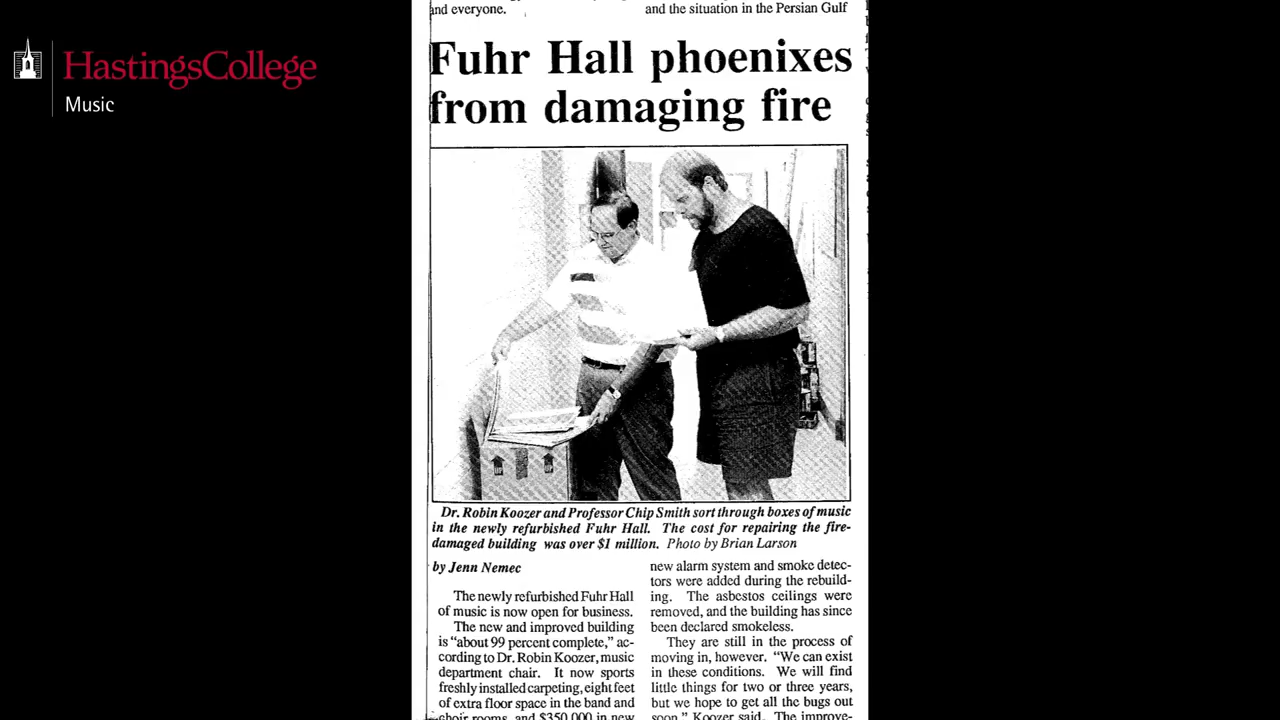 HastingsCollege
Music
and everyone.
and the situation in the Persian Gulf
Fuhr Hall phoenixes
from damaging fire
UP
UP
Dr. Robin Koozer and Professor Chip Smith sort through boxes of music
in the newly refurbished Fuhr Hall. The cost for repairing the fire-
damaged building was over $1 million. Photo by Brian Larson
by Jenn Nemec
The newly refurbished Fuhr Hall
of music is now open for business.
The new and improved building
is “about 99 percent complete,” ac-
cording to Dr. Robin Koozer, music
department chair. It now sports
freshly installed carpeting, eight feet
of extra floor space in the band and
choir rooms, and $350,000 in new
new alarm system and smoke detec-
tors were added during the rebuild-
ing. The asbestos ceilings were
removed, and the building has since
been declared smokeless.
They are still in the process of
moving in, however. “We can exist
in these conditions. We will find
little things for two or three years,
but we hope to get all the bugs out
soon,” Koozer said. The improve-